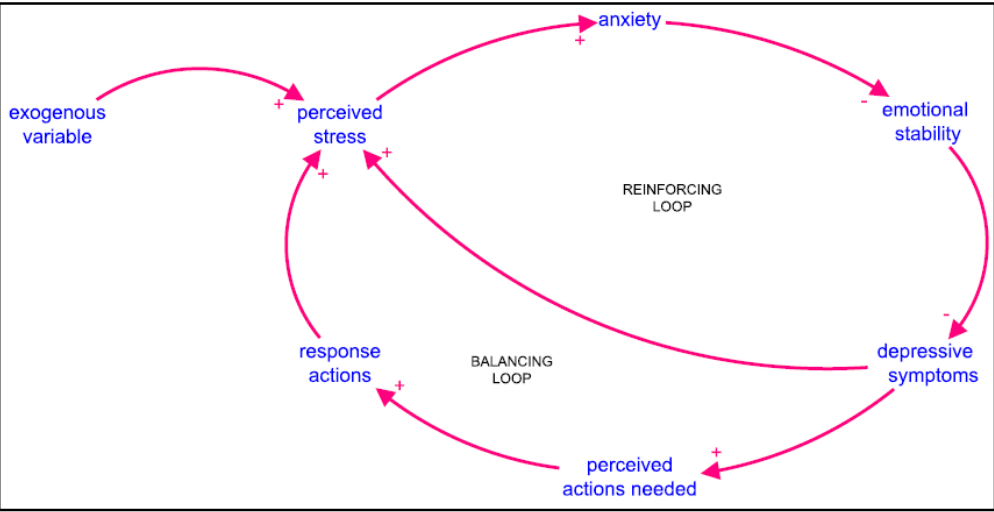 anxiety
+
exogenous
variable
+
perceived
stress
-
emotional
stability
+
+
REINFORCING
LOOP
-
response
actions
BALANCING
LOOP
depressive
symptoms
+
+
perceived
actions needed